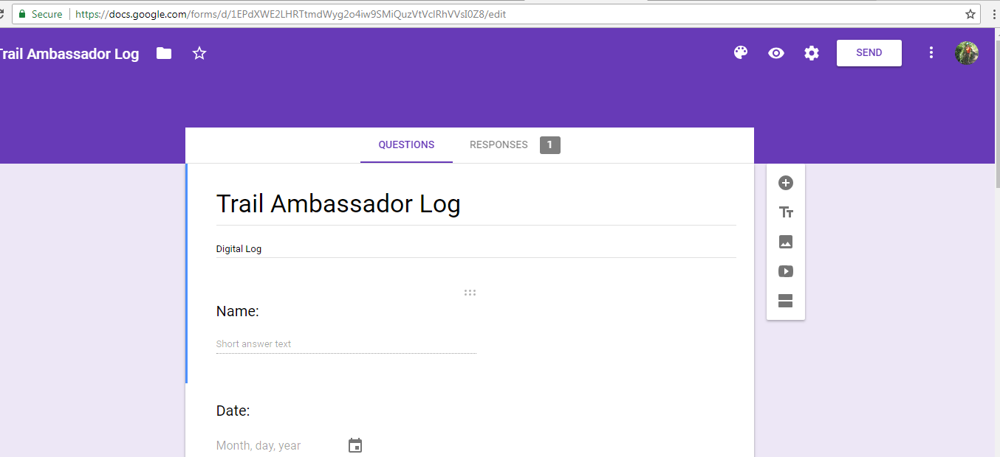 Secure https://docs.google.com/forms/d/1EPdXWE2LHRTtmdWyg2o4iw9SMiQuzVtVclRhVVsI0Z8/edit
Trail Ambassador Log
SEND
QUESTIONS RESPONSES 1
Trail Ambassador Log
Digital Log
Name:
Short answer text
Date:
Month, day, year